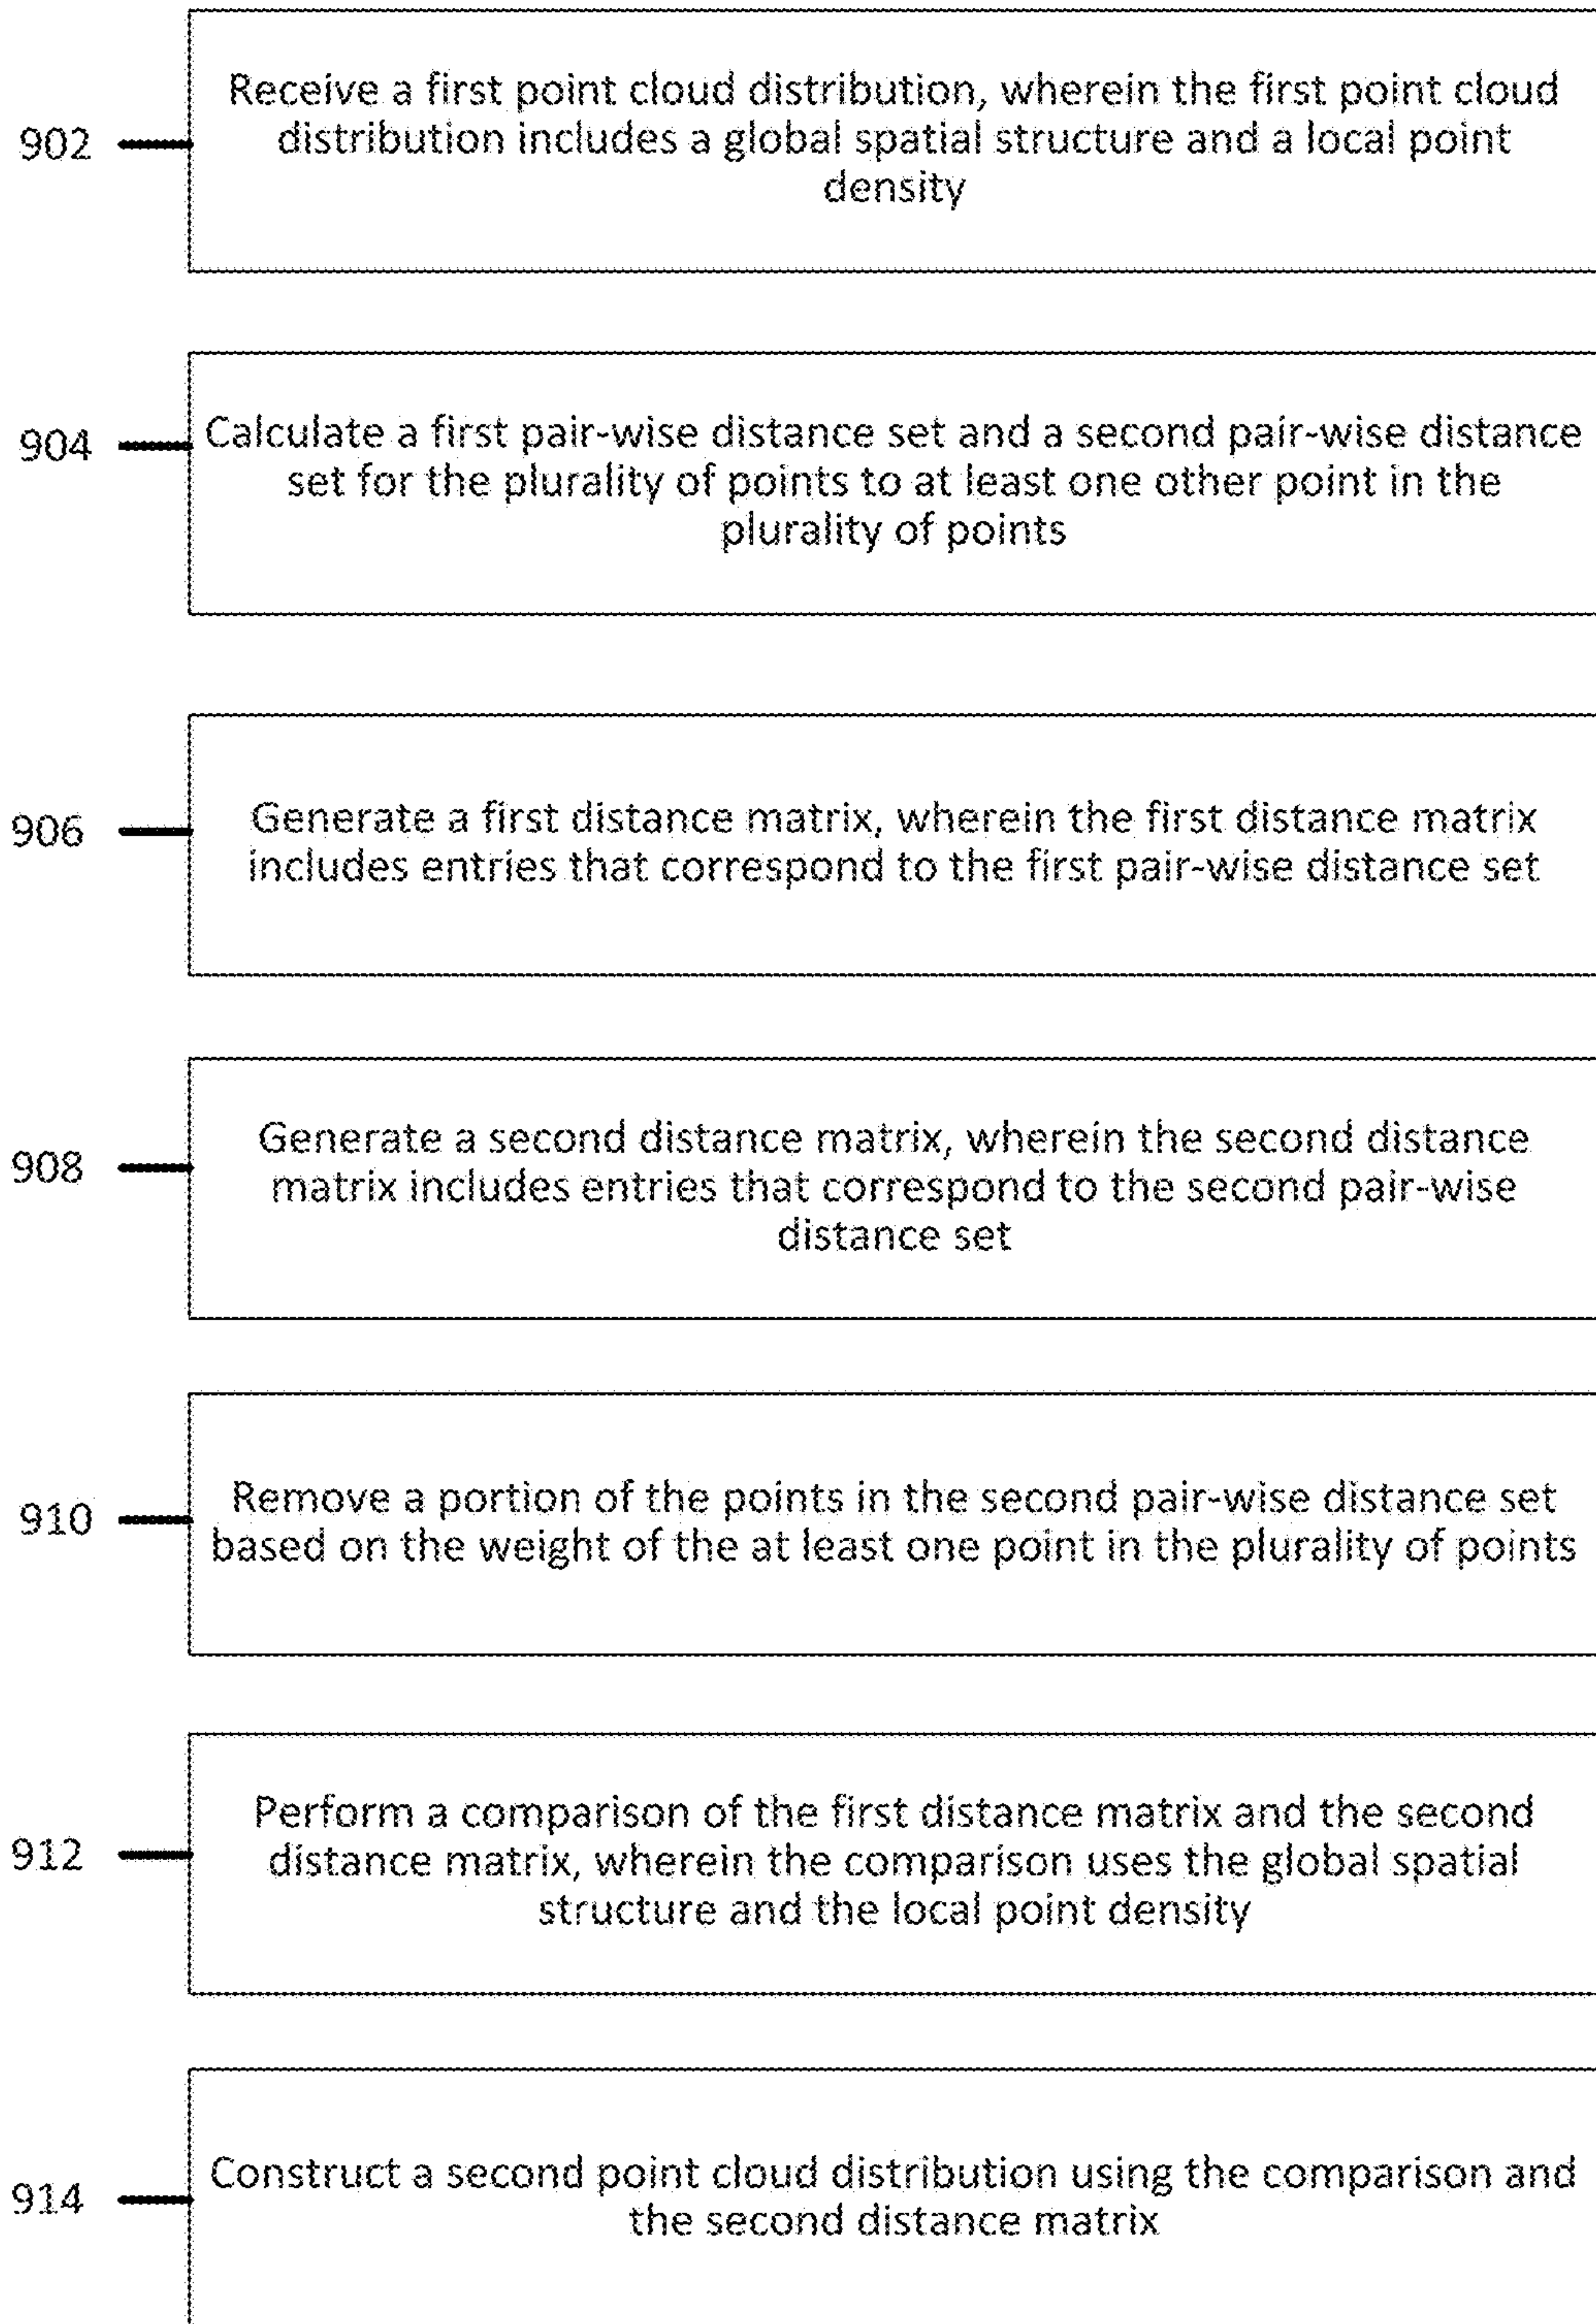 902
Receive a first point cloud distribution, wherein the first point cloud
distribution includes a global spatial structure and a local point
density
904
Calculate a first pair-wise distance set and a second pair-wise distance
set for the plurality of points to at least one other point in the
plurality of points
906
Generate a first distance matrix, wherein the first distance matrix
includes entries that correspond to the first pair-wise distance set
908
Generate a second distance matrix, wherein the second distance
matrix includes entries that correspond to the second pair-wise
distance set
910
Remove a portion of the points in the second pair-wise distance set
based on the weight of the at least one point in the plurality of points
912
Perform a comparison of the first distance matrix and the second
distance matrix, wherein the comparison uses the global spatial
structure and the local point density
914
Construct a second point cloud distribution using the comparison and
the second distance matrix